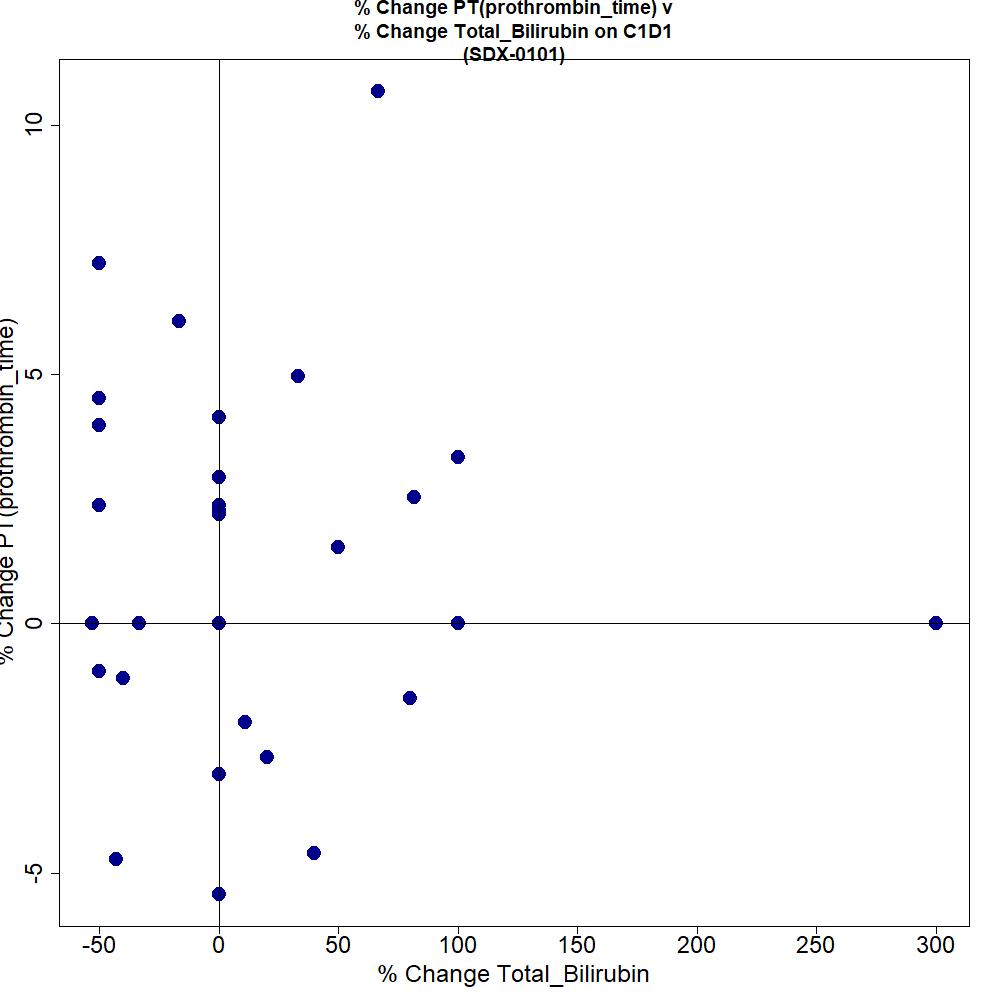 % Change PT(prothrombin_time) v
% Change Total_Bilirubin on C1D1
(SDX-0101)
% Change PT(prothrombin_time)
10
5
0
-5
-50 0 50 100 150 200 250 300
% Change Total_Bilirubin